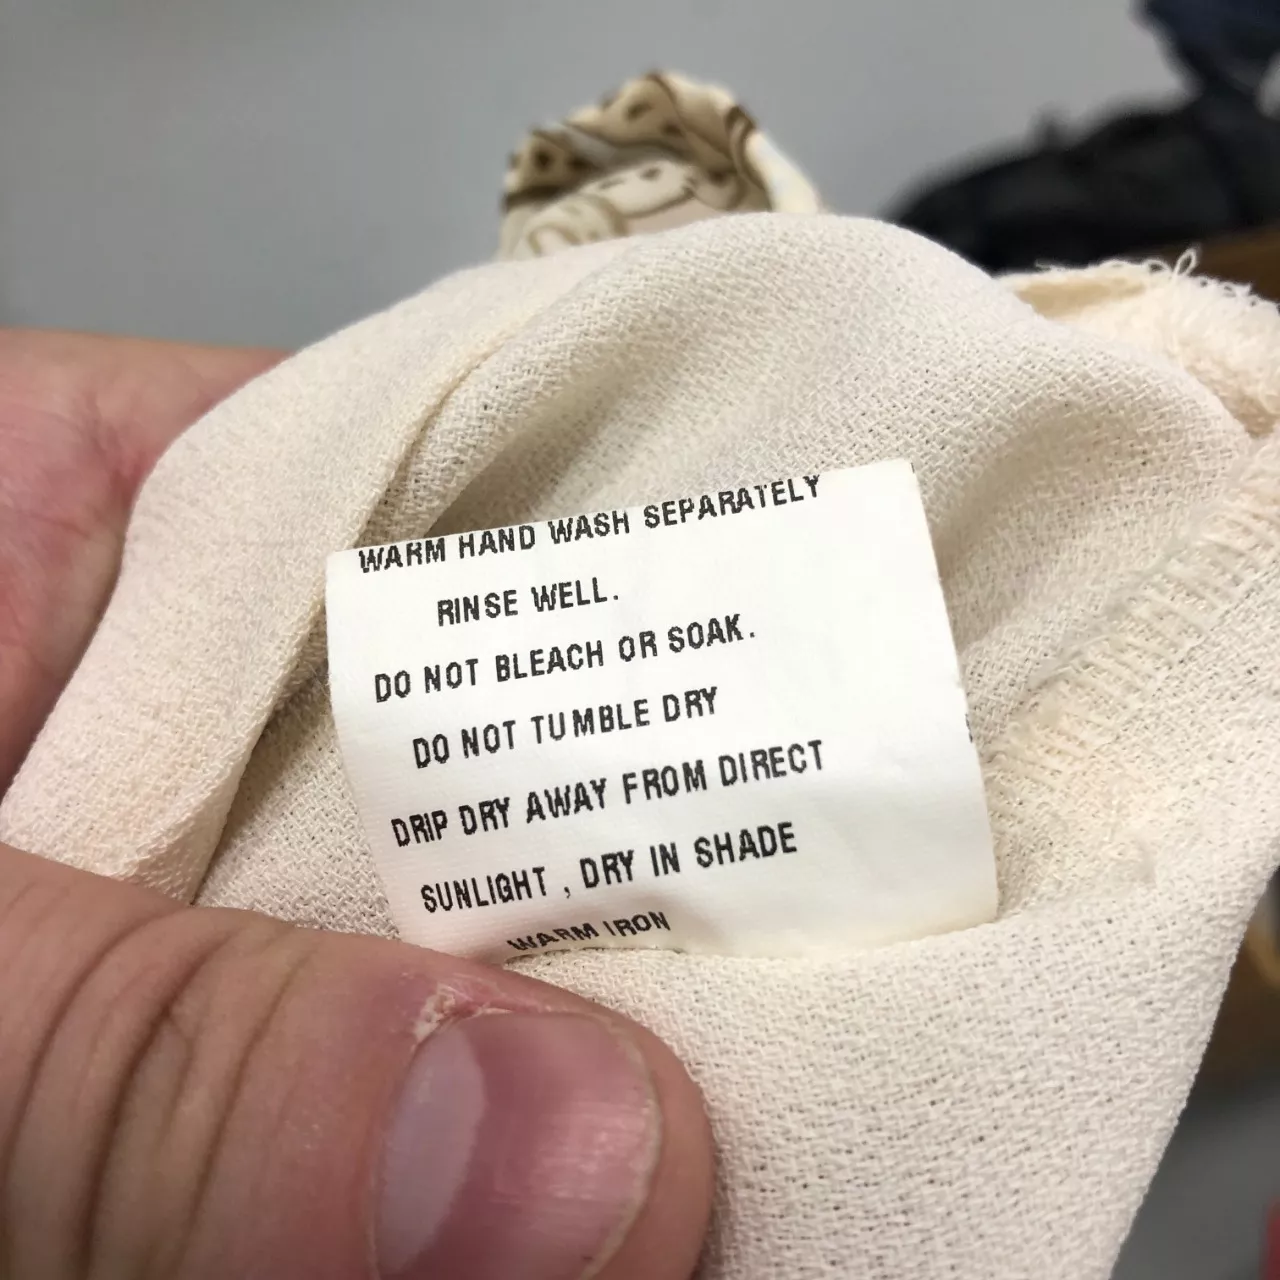 WARM HAND WASH SEPARATELY
RINSE WELL.
DO NOT BLEACH OR SOAK.
DO NOT TUMBLE DRY
DRIP DRY AWAY FROM DIRECT
SUNLIGHT , DRY IN SHADE
WARM IRON